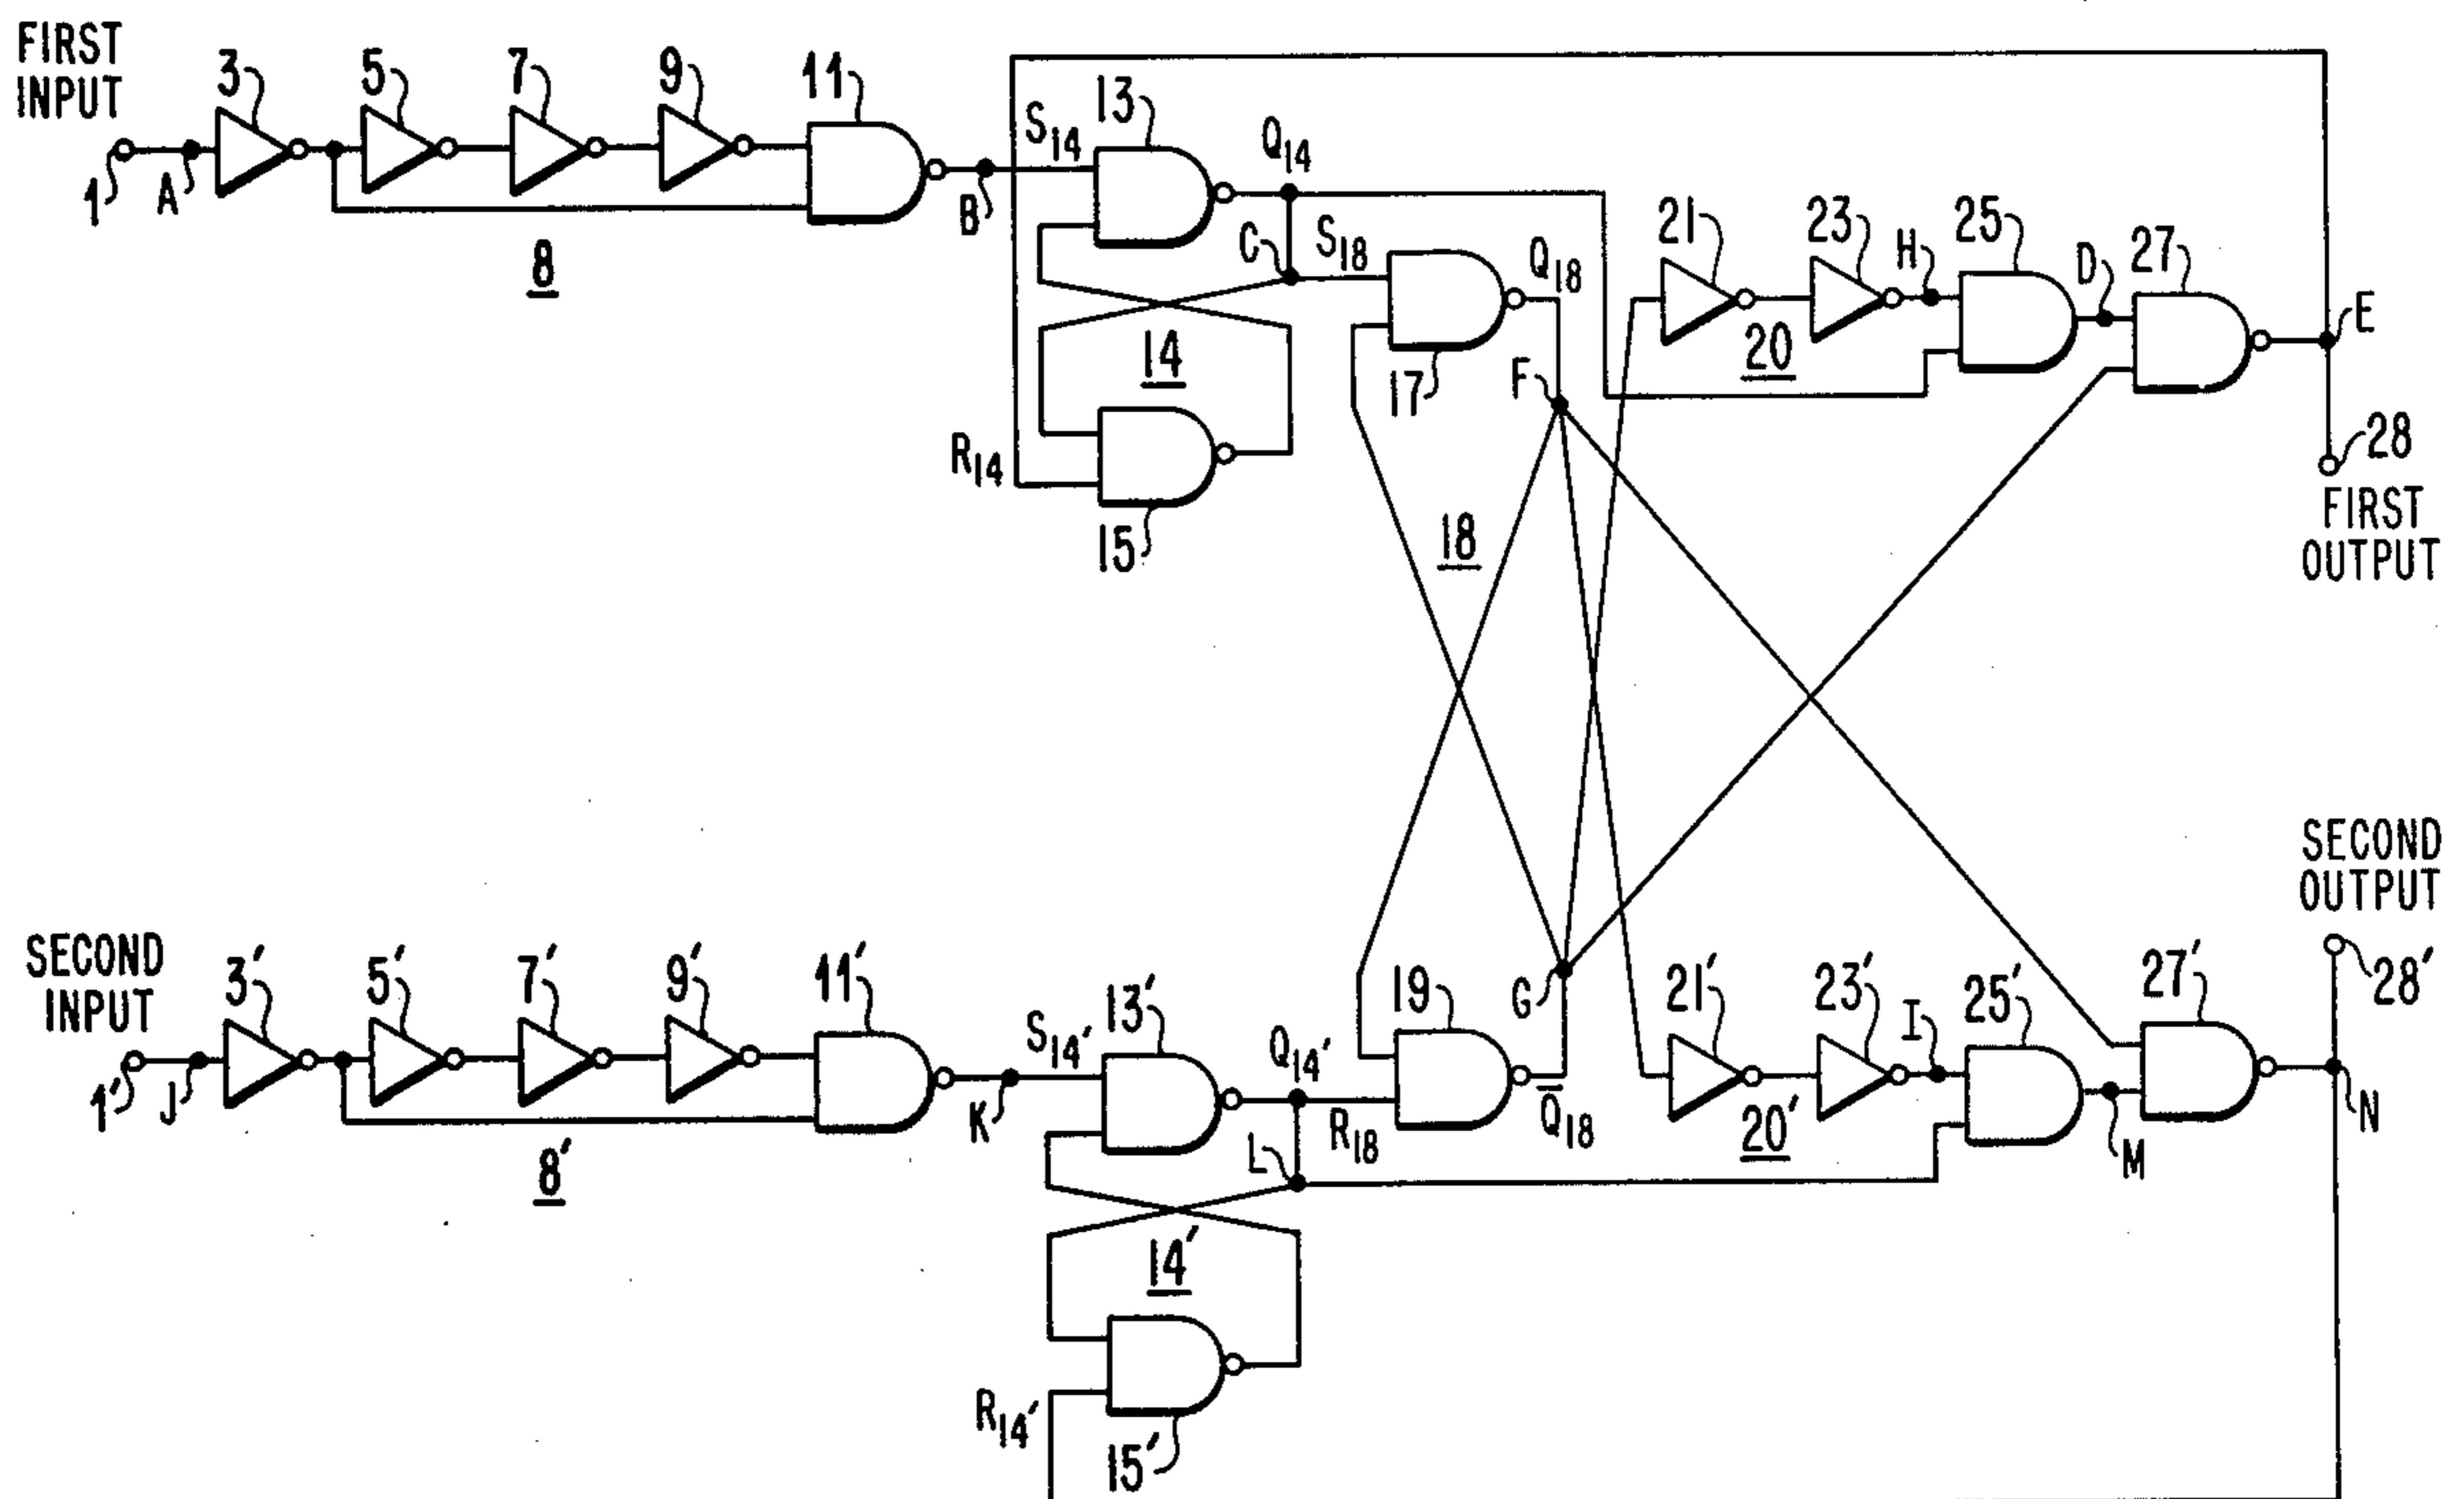 FIRST
INPUT
3
5
7
9
11
1
A
8
B
S14
13
Q14
C
S18
14
R14
15
17
Q18
F
18
21
23
H
25
D
27
20
E
28
FIRST
OUTPUT
SECOND
OUTPUT
28'
SECOND
INPUT
3'
5'
7'
9'
11'
1'
J
8'
K
S14'
13'
Q14'
L
R18
14'
R14'
15'
19
G
Q̅18
21'
23'
I
25'
27'
20'
M
N